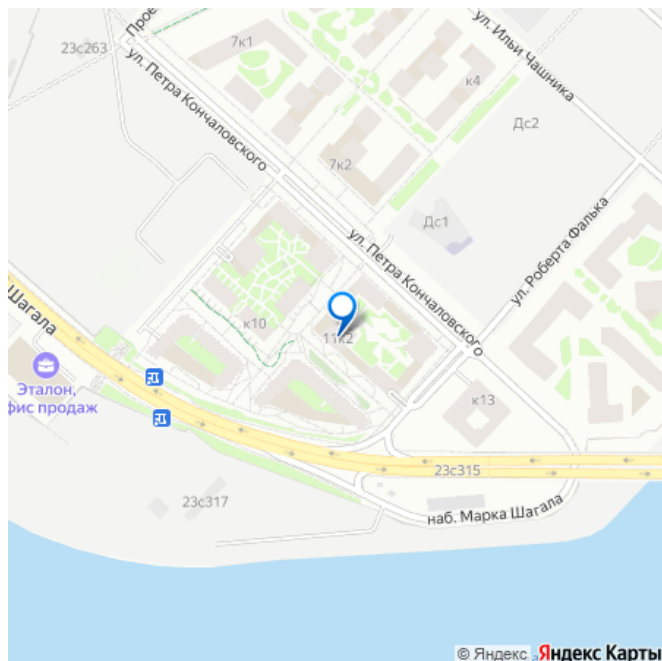 Прое
23с263
7к1
ул. Ильи Чашника
к4
ул. Петра Кончаловского
Дс2
7к2
Дс1
ул. Роберта Фалька
ул. Петра Кончаловского
Шагала
к10
11к2
Эталон,
фис продаж
к13
23с315
23с317
наб. Марка Шагала
© Яндекс Яндекс Карты